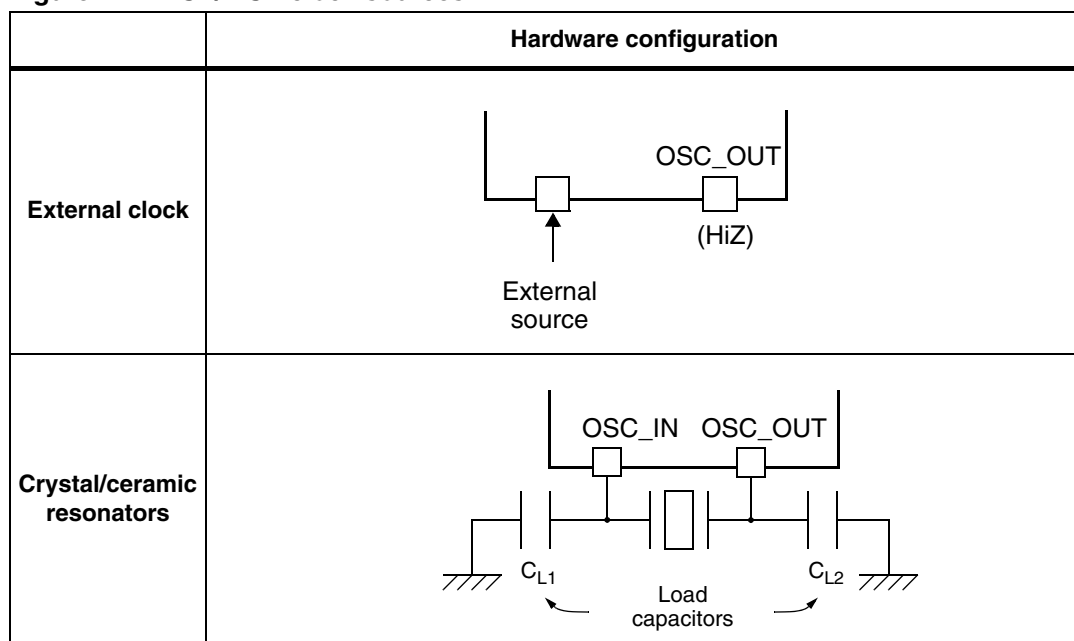 Hardware configuration
External clock
OSC_OUT
(HiZ)
External
source
Crystal/ceramic
resonators
OSC_IN OSC_OUT
CL1
CL2
Load
capacitors